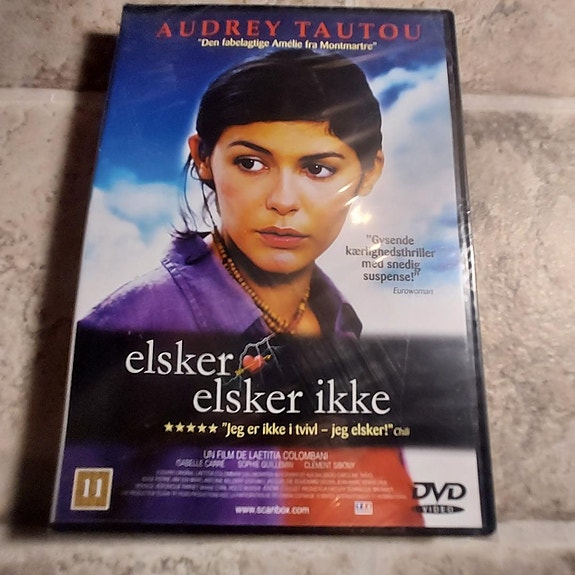 AUDREY TAUTOU
"Den fabelagtige Amélie fra Montmartre"
"Gysende
kærlighedsthriller
med snedig
suspense!"
Eurowoman
elsker
elsker ikke
★★★★★ "Jeg er ikke i tvivl – jeg elsker!" Chili
UN FILM DE LAETITIA COLOMBANI
ISABELLE CARRÉ SOPHIE GUILLEMIN CLÉMENT SIBONY
11
www.scanbox.com
DVD
VIDEO